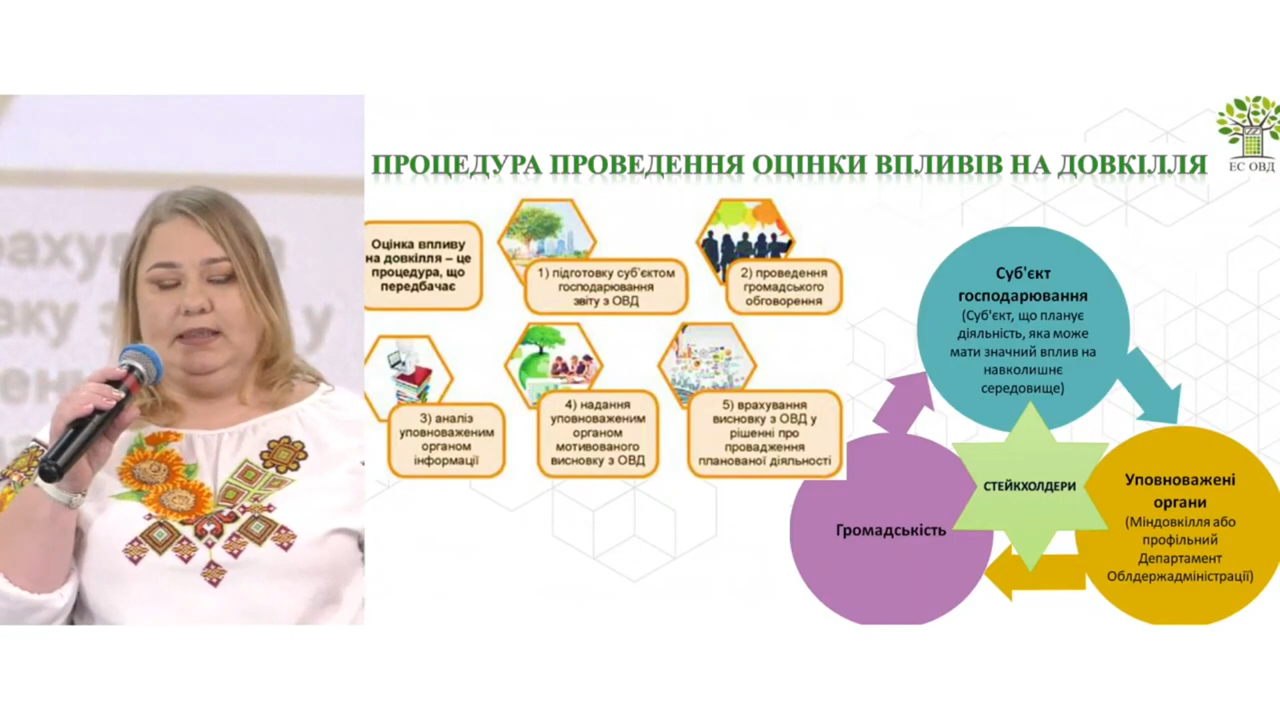 ПРОЦЕДУРА ПРОВЕДЕННЯ ОЦІНКИ ВПЛИВІВ НА ДОВКІЛЛЯ
ЕС ОВД
Оцінка впливу
на довкілля – це
процедура, що
передбачає
1) підготовку суб'єктом
господарювання
звіту з ОВД
2) проведення
громадського
обговорення
3) аналіз
уповноваженим
органом
інформації
4) надання
уповноваженим
органом
мотивованого
висновку з ОВД
5) врахування
висновку з ОВД у
рішенні про
провадження
планованої діяльності
Суб'єкт
господарювання
(Суб'єкт, що планує
діяльність, яка може
мати значний вплив на
навколишнє
середовище)
СТЕЙКХОЛДЕРИ
Громадськість
Уповноважені
органи
(Міндовкілля або
профільний
Департамент
Облдержадміністрації)